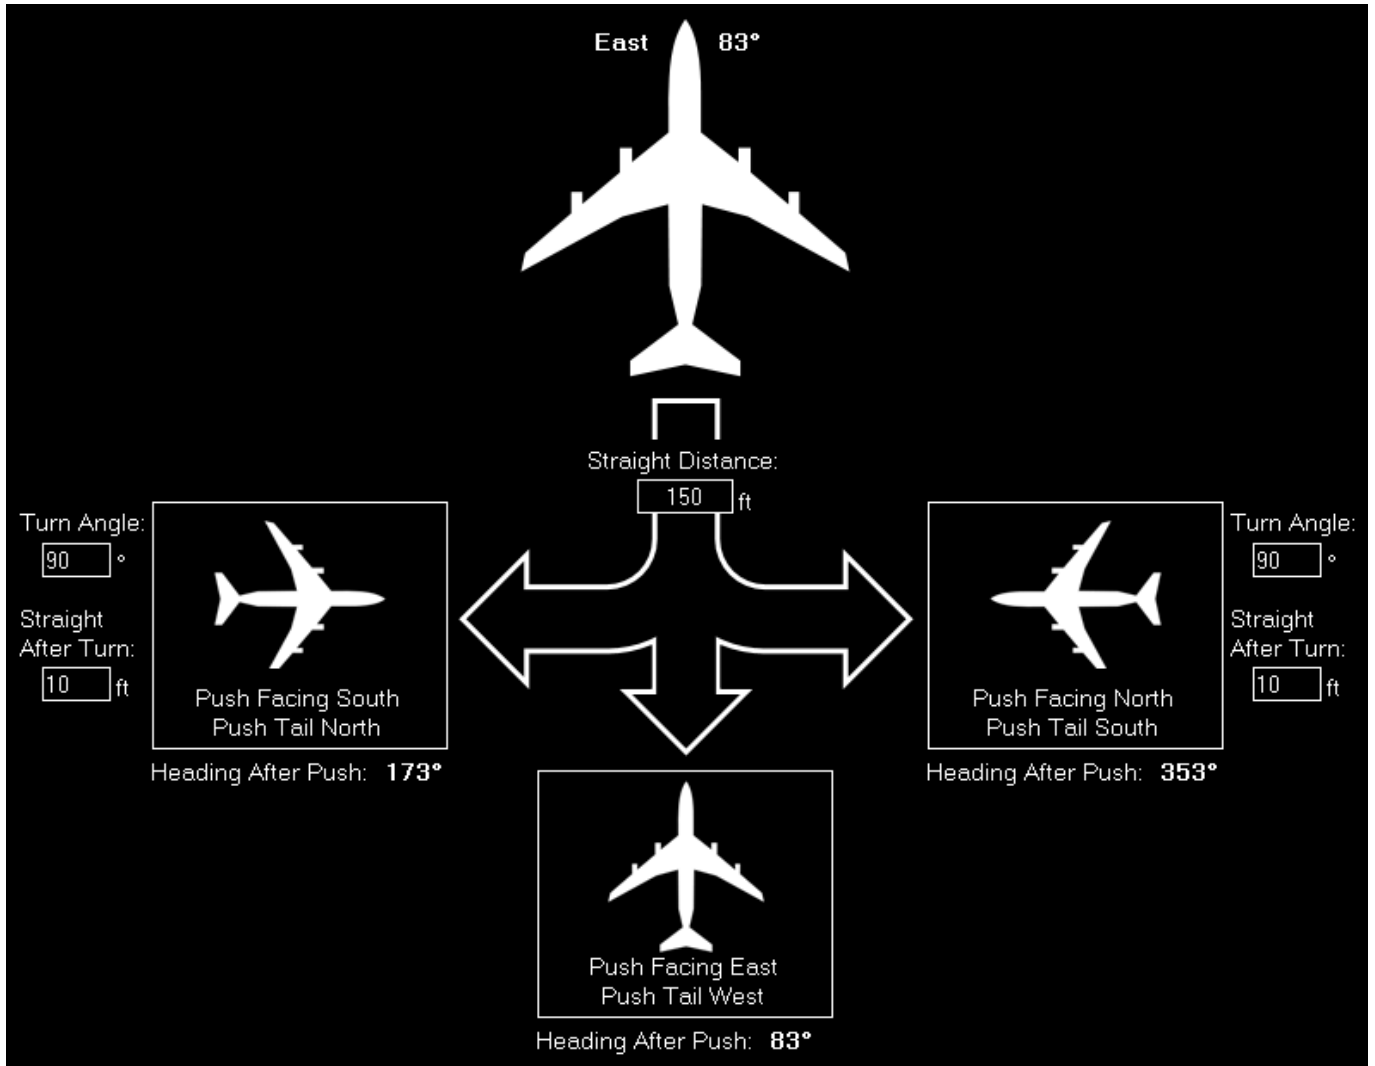 East 83°
Straight Distance:
150 ft
Turn Angle:
90 °
Straight
After Turn:
10 ft
Push Facing South
Push Tail North
Heading After Push: 173°
Turn Angle:
90 °
Straight
After Turn:
10 ft
Push Facing North
Push Tail South
Heading After Push: 353°
Push Facing East
Push Tail West
Heading After Push: 83°